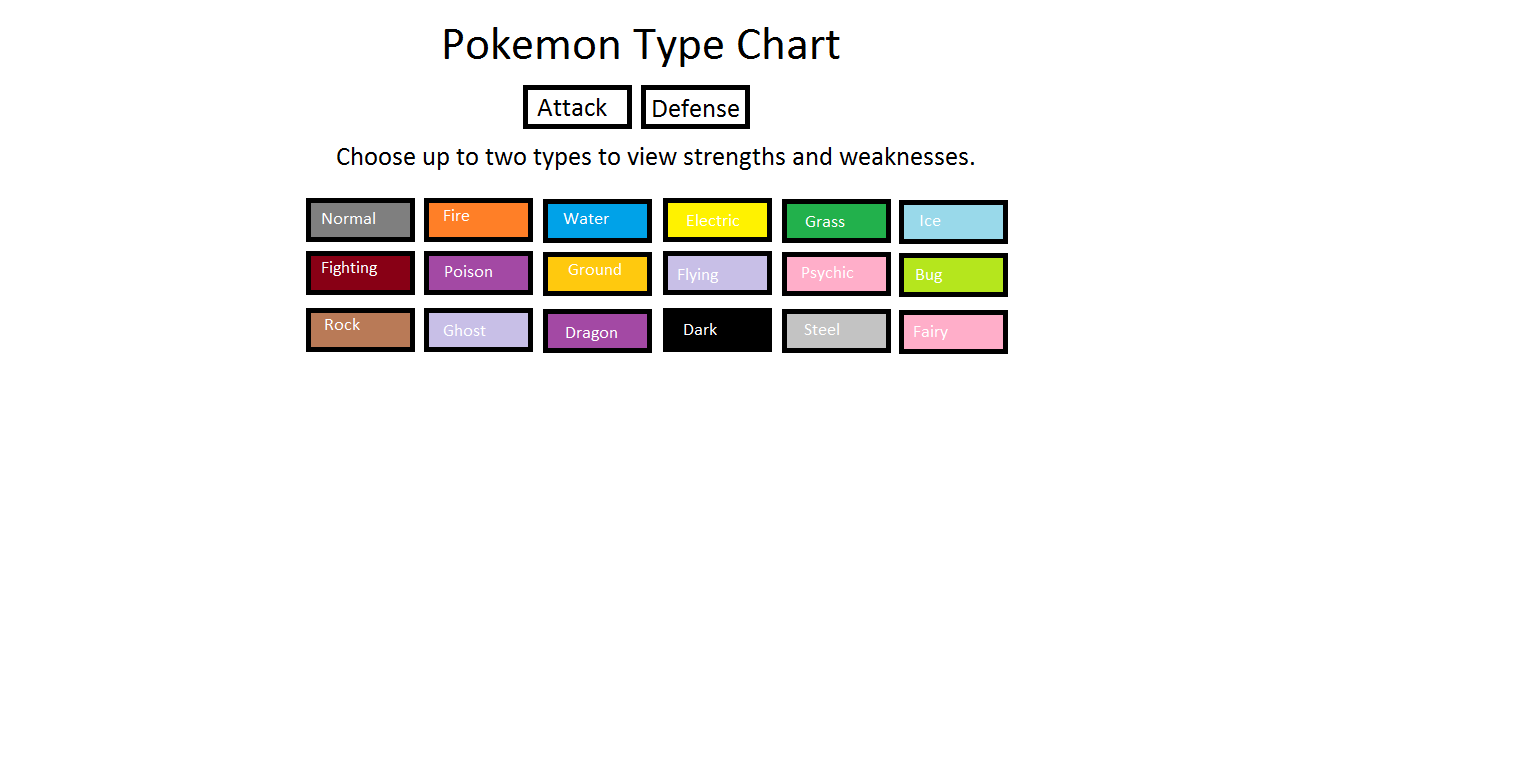 Pokemon Type Chart
Attack Defense
Choose up to two types to view strengths and weaknesses.
Normal Fire Water Electric Grass Ice
Fighting Poison Ground Flying Psychic Bug
Rock Ghost Dragon Dark Steel Fairy